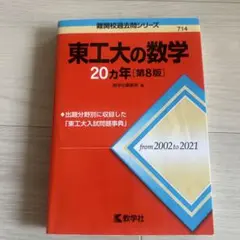 難関校過去問シリーズ
714
東工大の数学
20カ年[第8版]
●出題分野別に収録した
「東工大入試問題事典」
from 2002 to 2021
教学社